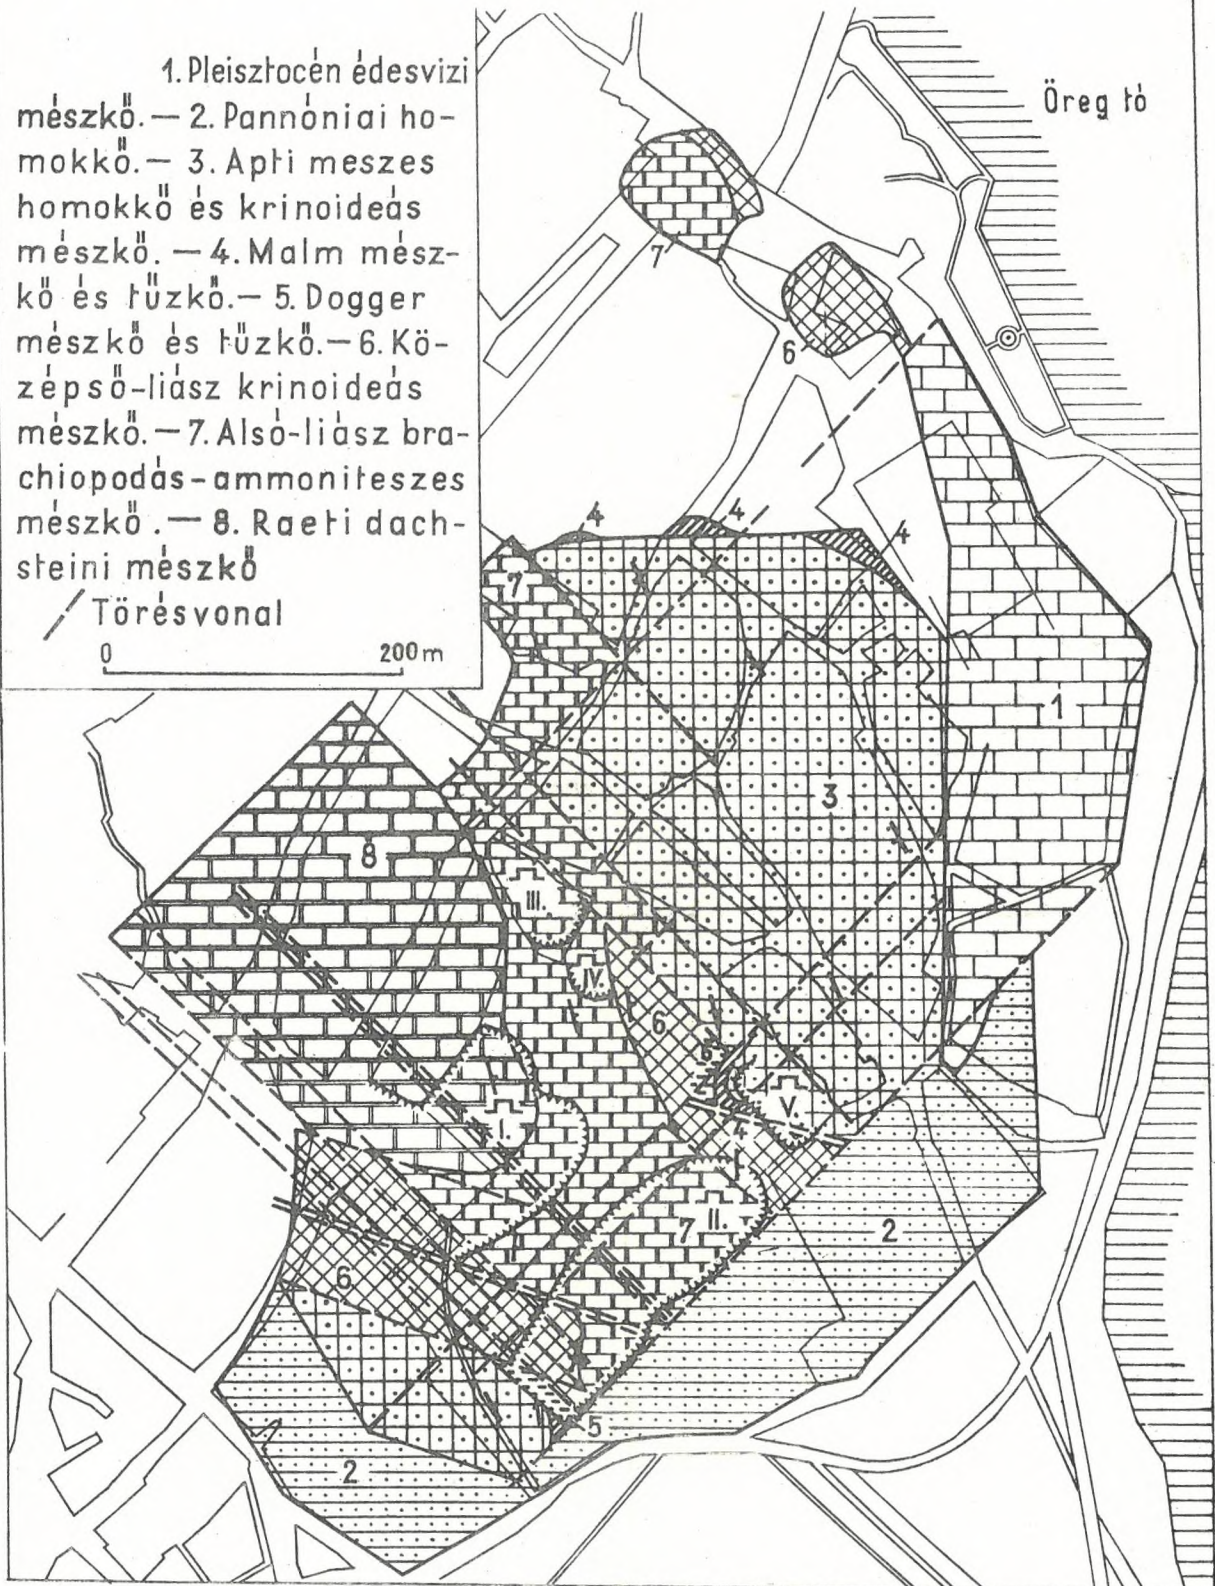 1. Pleisztocén édesvizi
mészkő. — 2. Pannóniai ho-
mokkő. — 3. Apti meszes
homokkő és krinoideás
mészkő. — 4. Malm mész-
kő és tűzkő. — 5. Dogger
mészkő és tűzkő. — 6. Kö-
zépső-liász krinoideás
mészkő. — 7. Alsó-liász bra-
chiopodás-ammoniteszes
mészkő. — 8. Raeti dach-
steini mészkő
Törésvonal
0 200 m
Öreg tó
7
6
4
4
4
7
1
3
8
III.
IV.
6
6
V.
I.
4
7
II.
2
6
5
2